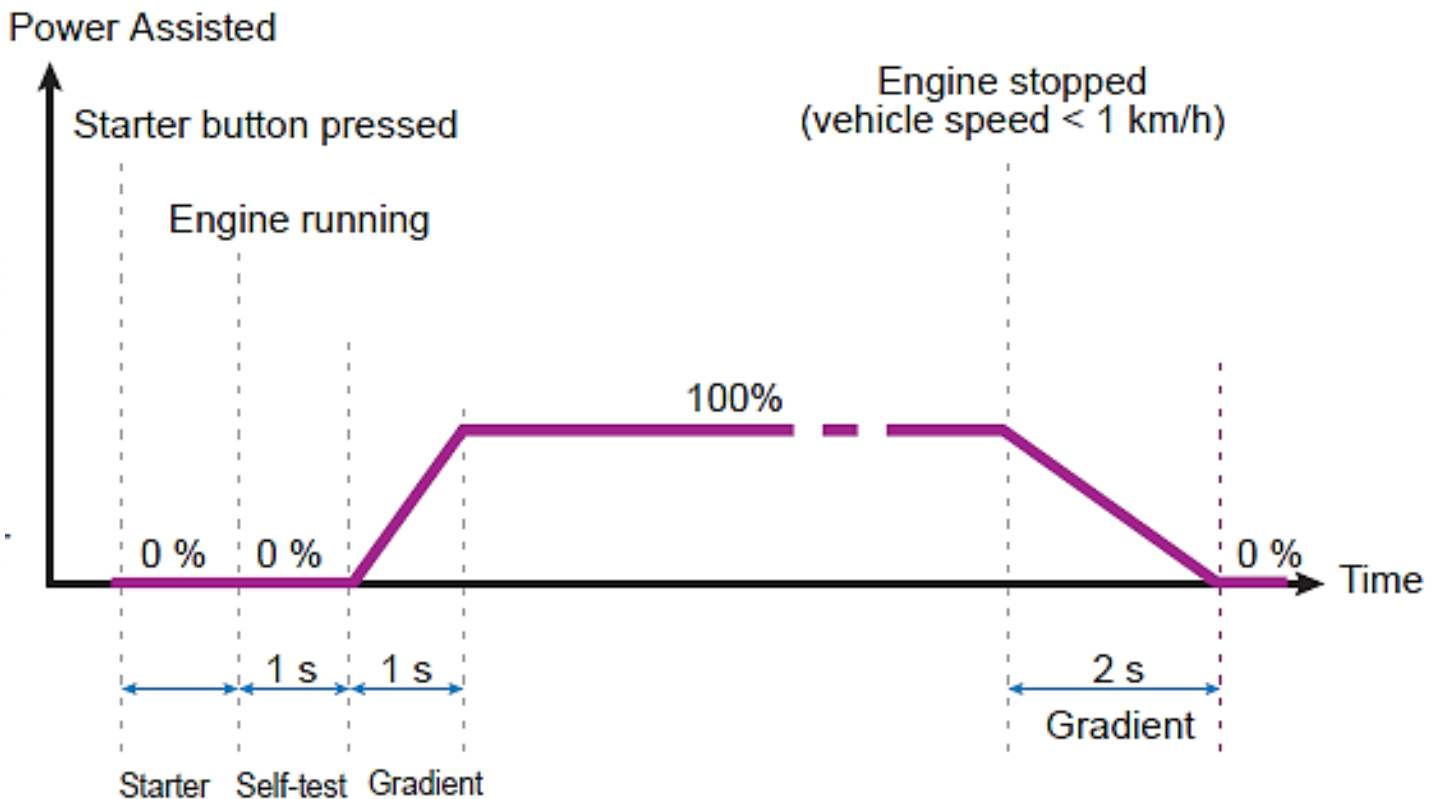 Power Assisted
Engine stopped
(vehicle speed < 1 km/h)
Starter button pressed
Engine running
100%
0 %
0 %
0 %
Time
1 s
1 s
2 s
Gradient
Starter
Self-test
Gradient